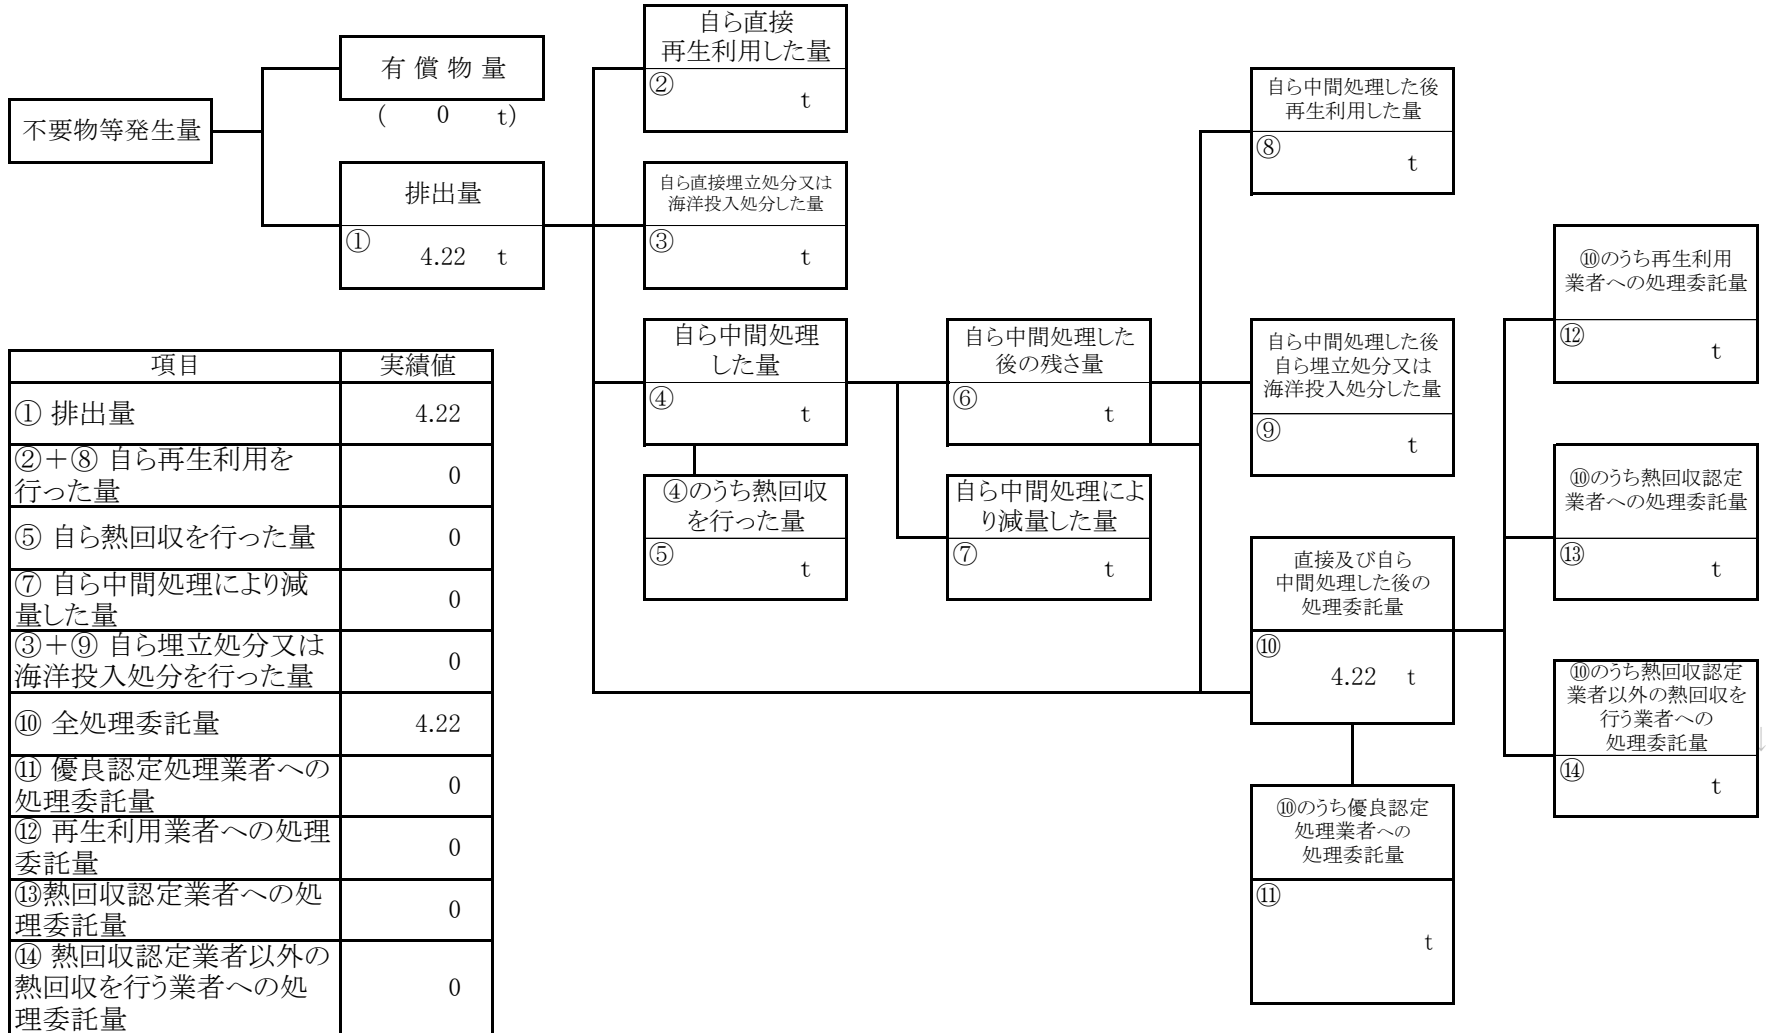 不要物等発生量
有 償 物 量
( 0 t)
排出量
① 4.22 t
自ら直接
再生利用した量
② t
自ら直接埋立処分又は
海洋投入処分した量
③ t
自ら中間処理
した量
④ t
④のうち熱回収
を行った量
⑤ t
自ら中間処理した
後の残さ量
⑥ t
自ら中間処理によ
り減量した量
⑦ t
自ら中間処理した後
再生利用した量
⑧ t
自ら中間処理した後
自ら埋立処分又は
海洋投入処分した量
⑨ t
直接及び自ら
中間処理した後の
処理委託量
⑩ 4.22 t
⑩のうち優良認定
処理業者への
処理委託量
⑪ t
⑩のうち再生利用
業者への処理委託量
⑫ t
⑩のうち熱回収認定
業者への処理委託量
⑬ t
⑩のうち熱回収認定
業者以外の熱回収を
行う業者への
処理委託量
⑭ t
↓
項目 実績値
① 排出量 4.22
②+⑧ 自ら再生利用を
行った量 0
⑤ 自ら熱回収を行った量 0
⑦ 自ら中間処理により減
量した量 0
③+⑨ 自ら埋立処分又は
海洋投入処分を行った量 0
⑩ 全処理委託量 4.22
⑪ 優良認定処理業者への
処理委託量 0
⑫ 再生利用業者への処理
委託量 0
⑬熱回収認定業者への処
理委託量 0
⑭ 熱回収認定業者以外の
熱回収を行う業者への処 0
理委託量